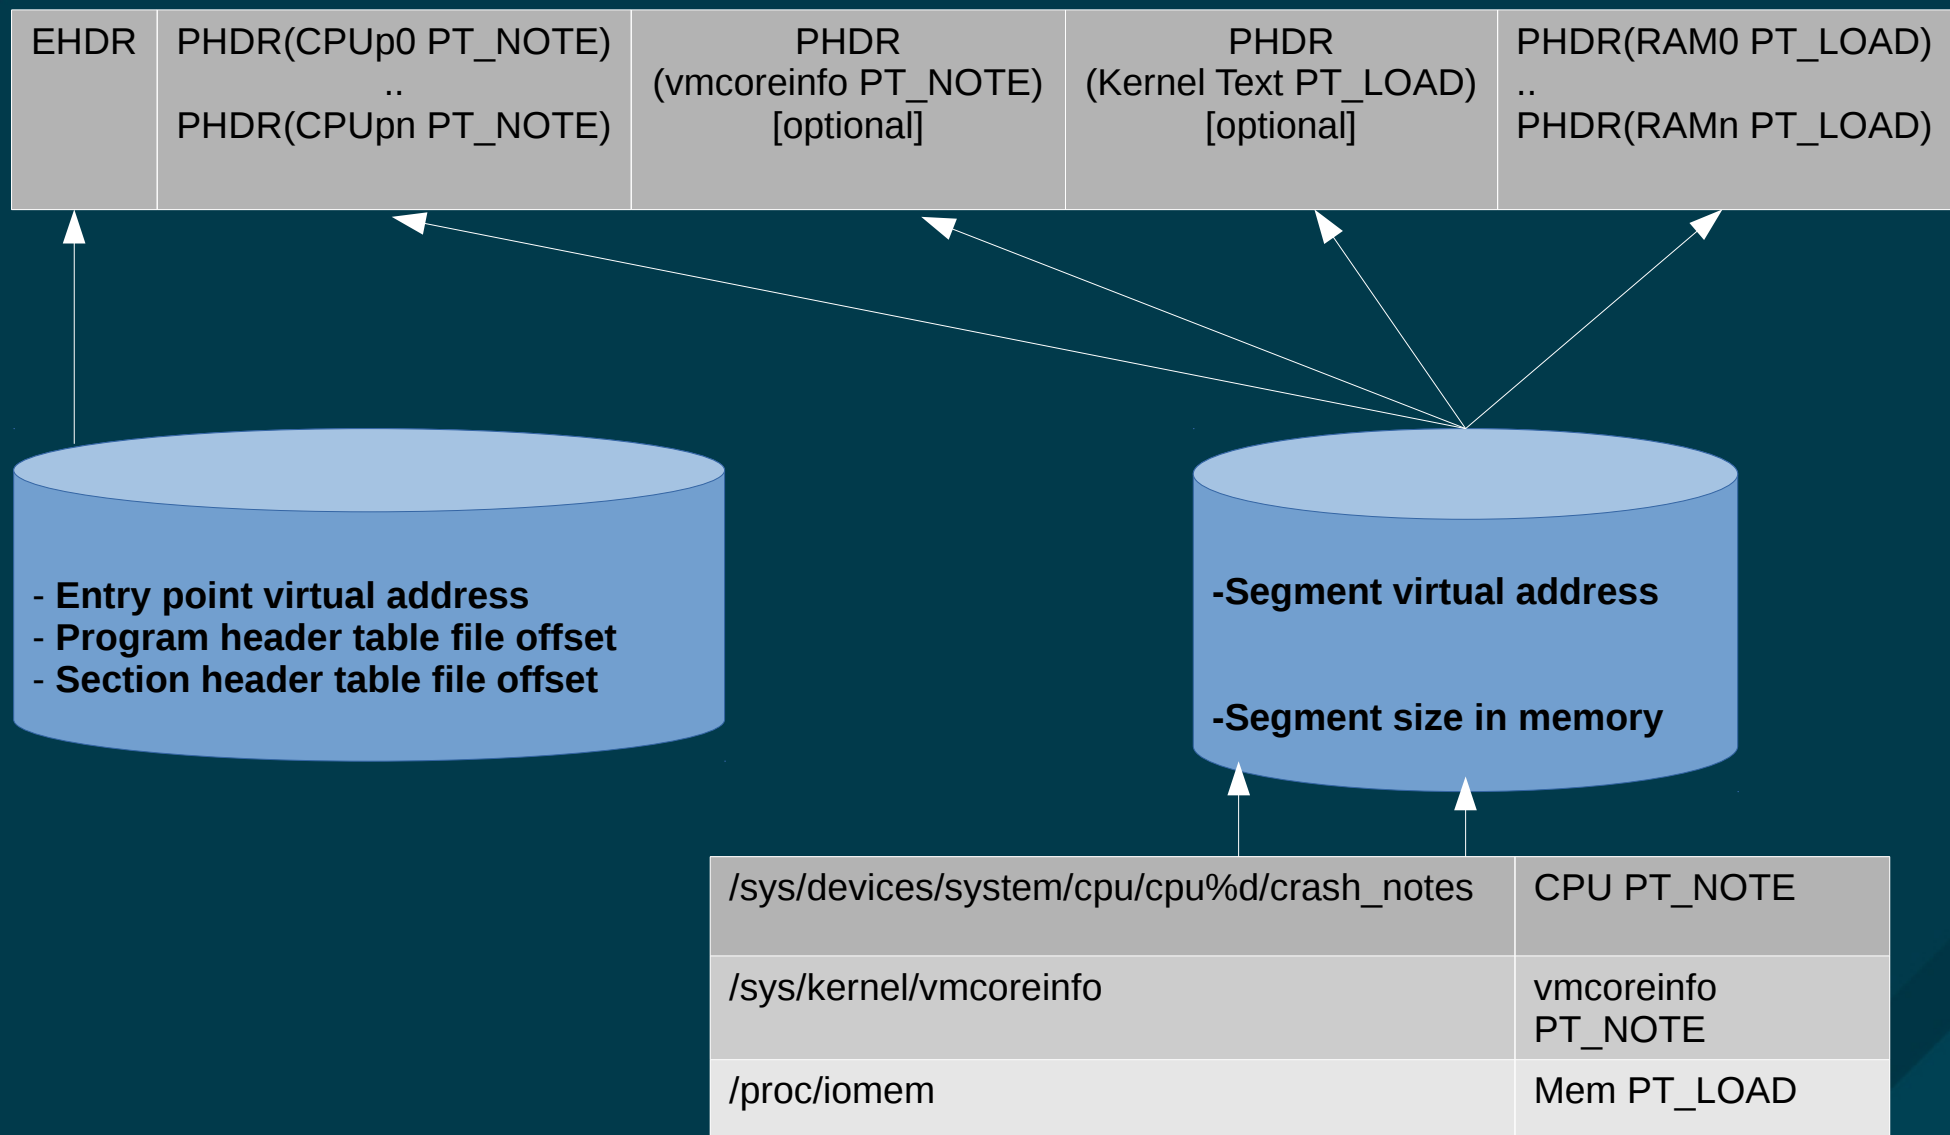 EHDR
PHDR(CPUp0 PT_NOTE)
..
PHDR(CPUpn PT_NOTE)
PHDR
(vmcoreinfo PT_NOTE)
[optional]
PHDR
(Kernel Text PT_LOAD)
[optional]
PHDR(RAM0 PT_LOAD)
..
PHDR(RAMn PT_LOAD)
- Entry point virtual address
- Program header table file offset
- Section header table file offset
-Segment virtual address
-Segment size in memory
/sys/devices/system/cpu/cpu%d/crash_notes
CPU PT_NOTE
/sys/kernel/vmcoreinfo
vmcoreinfo
PT_NOTE
/proc/iomem
Mem PT_LOAD